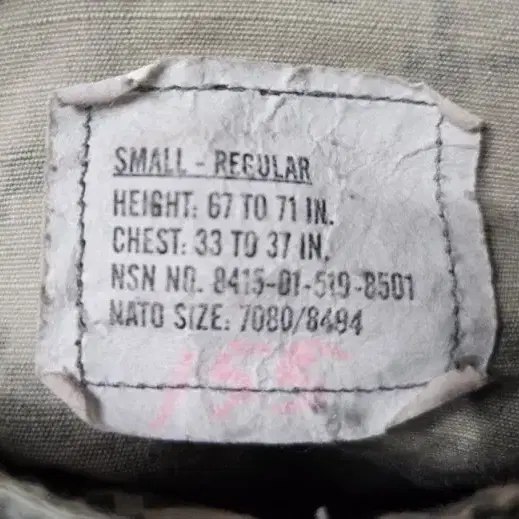 SMALL - REGULAR
HEIGHT: 67 TO 71 IN.
CHEST: 33 TO 37 IN.
NSN NO. 8415-01-519-8501
NATO SIZE: 7080/8494
155